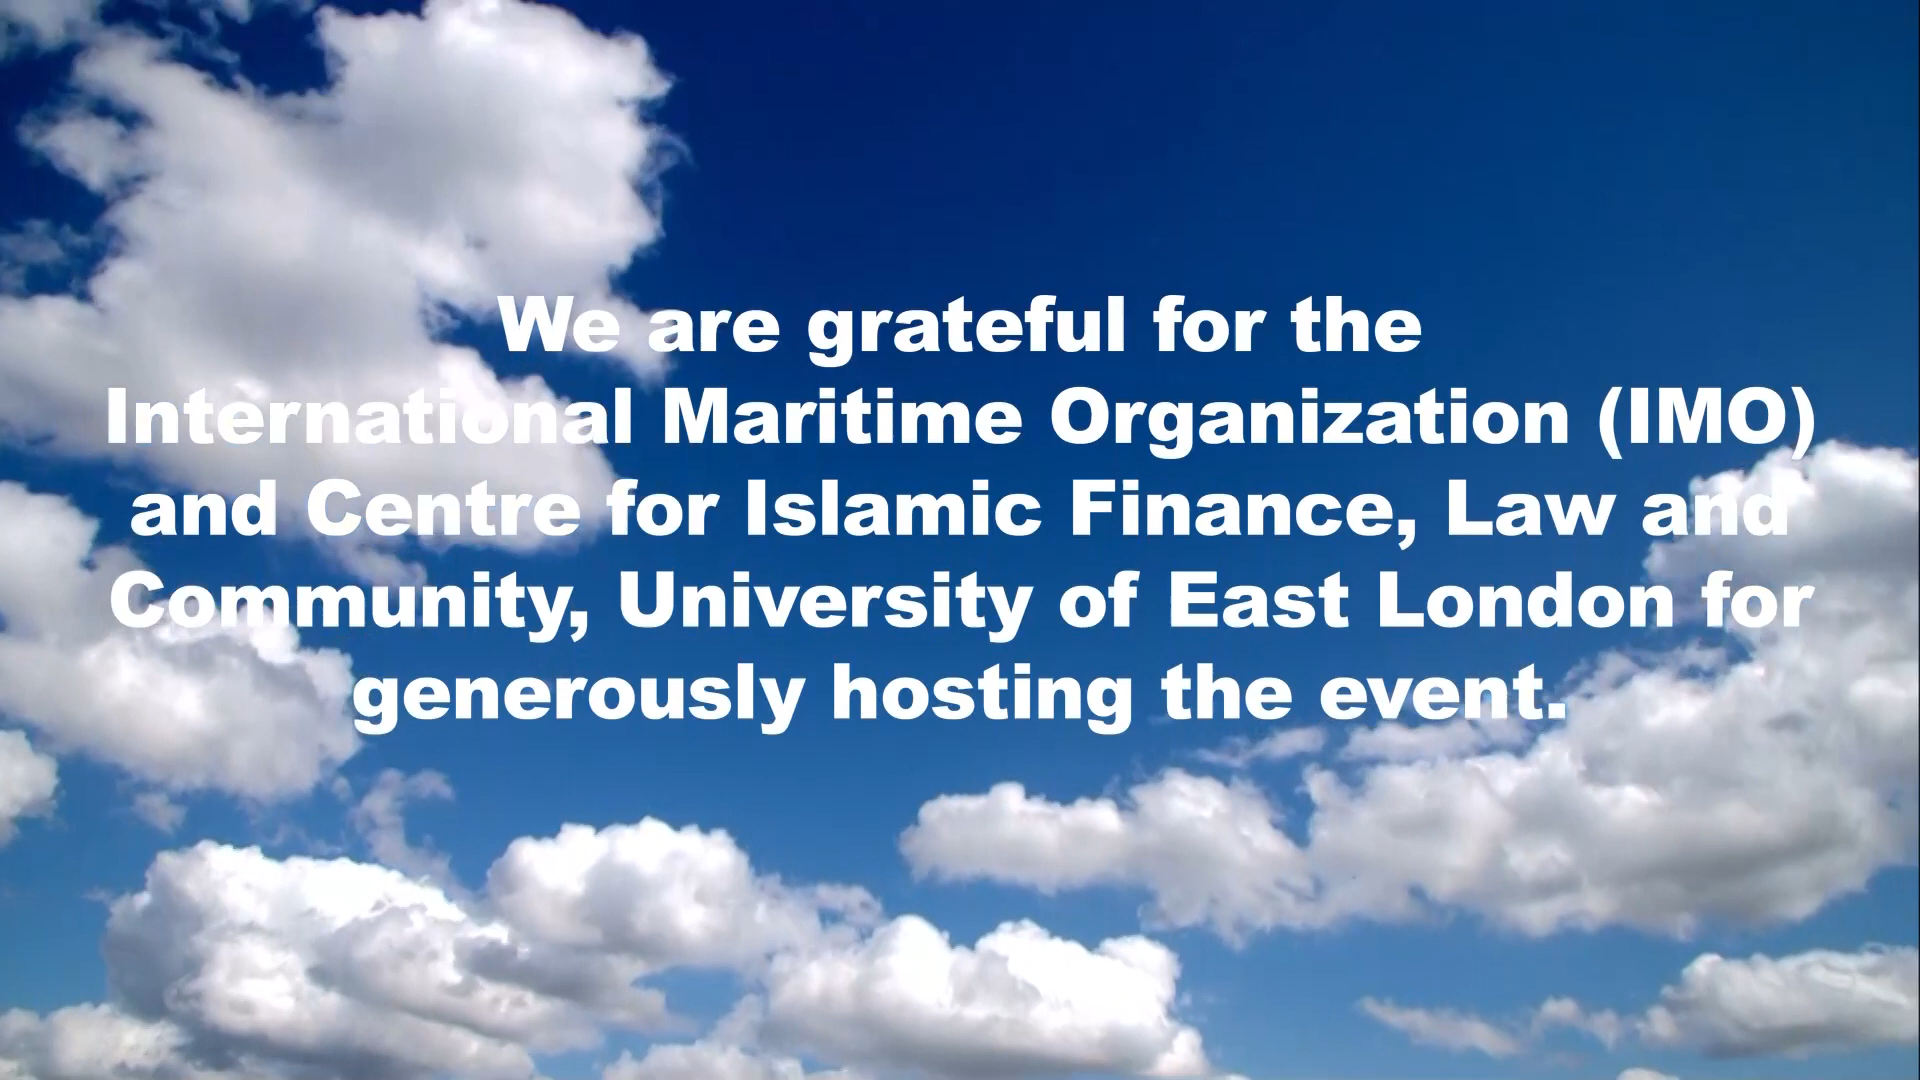 We are grateful for the
International Maritime Organization (IMO)
and Centre for Islamic Finance, Law and
Community, University of East London for
generously hosting the event.